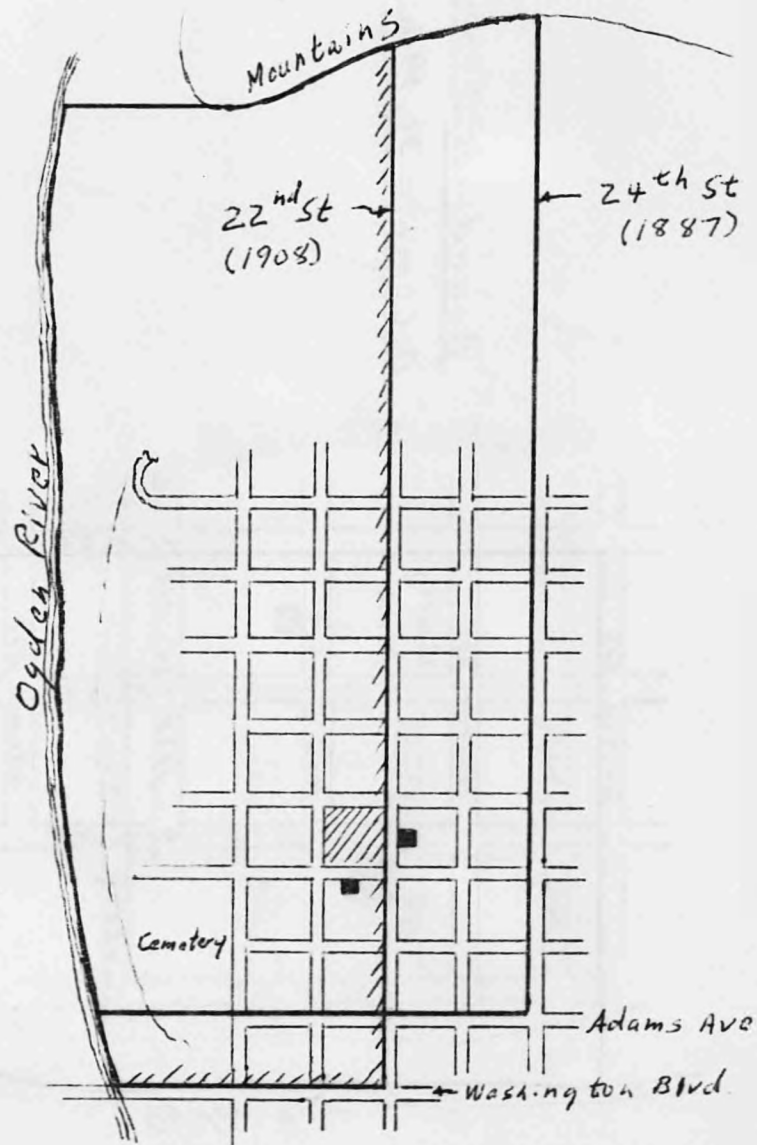 Mountains
22nd St
(1908)
24th St
(1887)
Ogden River
Cemetery
Adams Ave
Washington Blvd.